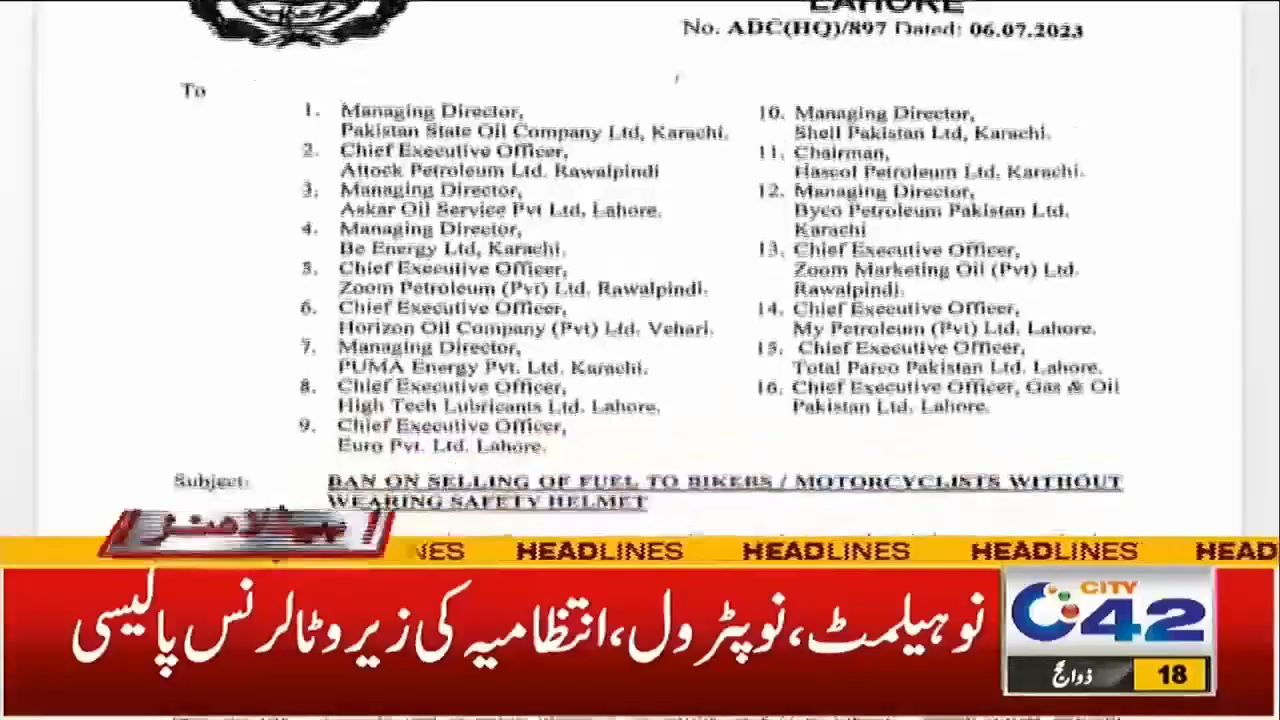 LAHORE
No. ADC(HQ)/897 Dated: 06.07.2023
To
1. Managing Director,
Pakistan State Oil Company Ltd, Karachi.
2. Chief Executive Officer,
Attock Petroleum Ltd. Rawalpindi
3. Managing Director,
Askar Oil Service Pvt Ltd, Lahore.
4. Managing Director,
Be Energy Ltd, Karachi.
5. Chief Executive Officer,
Zoom Petroleum (Pvt) Ltd. Rawalpindi.
6. Chief Executive Officer,
Horizon Oil Company (Pvt) Ltd. Vehari.
7. Managing Director,
PUMA Energy Pvt. Ltd. Karachi.
8. Chief Executive Officer,
High Tech Lubricants Ltd. Lahore.
9. Chief Executive Officer,
Euro Pvt. Ltd. Lahore.
10. Managing Director,
Shell Pakistan Ltd, Karachi.
11. Chairman,
Hascol Petroleum Ltd. Karachi.
12. Managing Director,
Byco Petroleum Pakistan Ltd.
Karachi
13. Chief Executive Officer,
Zoom Marketing Oil (Pvt) Ltd.
Rawalpindi.
14. Chief Executive Officer,
My Petroleum (Pvt) Ltd, Lahore.
15. Chief Executive Officer,
Total Parco Pakistan Ltd, Lahore.
16. Chief Executive Officer, Gas & Oil
Pakistan Ltd. Lahore.
Subject: BAN ON SELLING OF FUEL TO BIKERS / MOTORCYCLISTS WITHOUT
WEARING SAFETY HELMET
HEADLINES HEADLINES HEADLINES
نو ہیلمٹ، نو پٹرول، انتظامیہ کی زیرو ٹالرنس پالیسی
CITY
42
ذوالحج 18